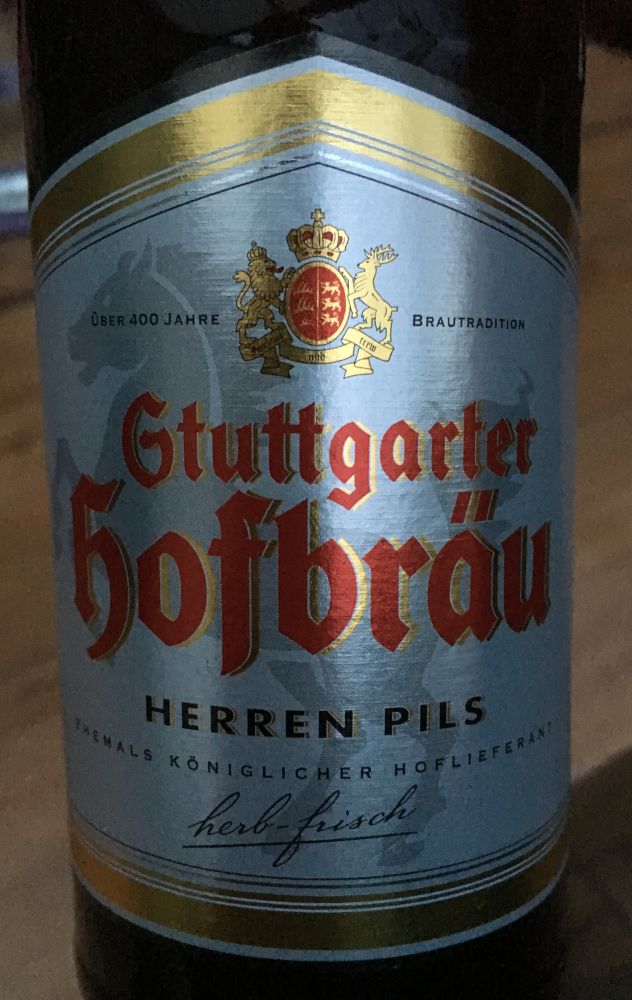 ÜBER 400 JAHRE BRAUTRADITION
Stuttgarter
Hofbräu
HERREN PILS
EHEMALS KÖNIGLICHER HOFLIEFERANT
herb-frisch